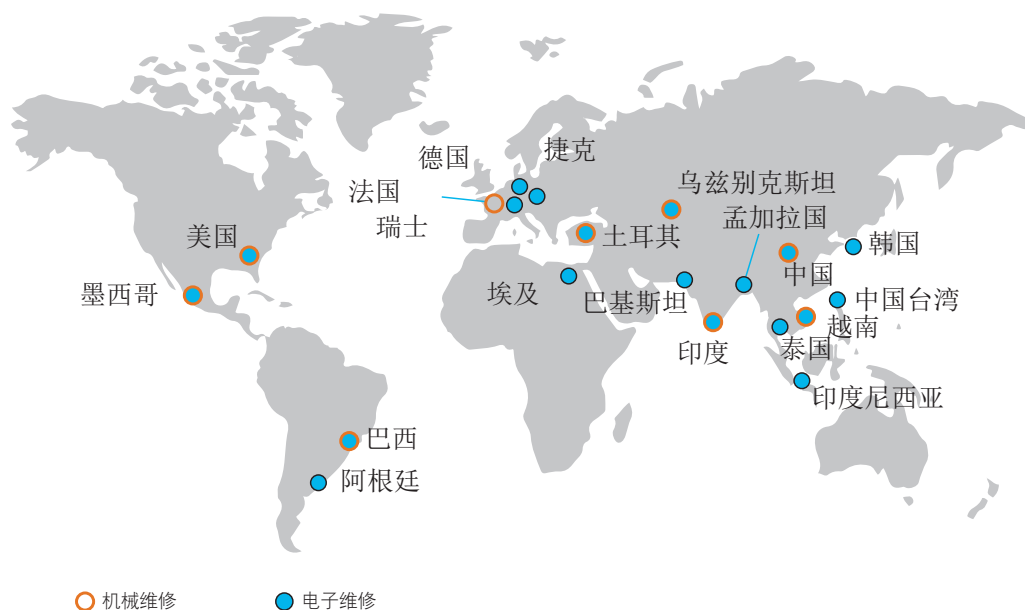 捷克
德国
法国
乌兹别克斯坦
瑞士
孟加拉国
美国
土耳其
韩国
中国
墨西哥
埃及
巴基斯坦
中国台湾
越南
印度
泰国
印度尼西亚
巴西
阿根廷
机械维修
电子维修